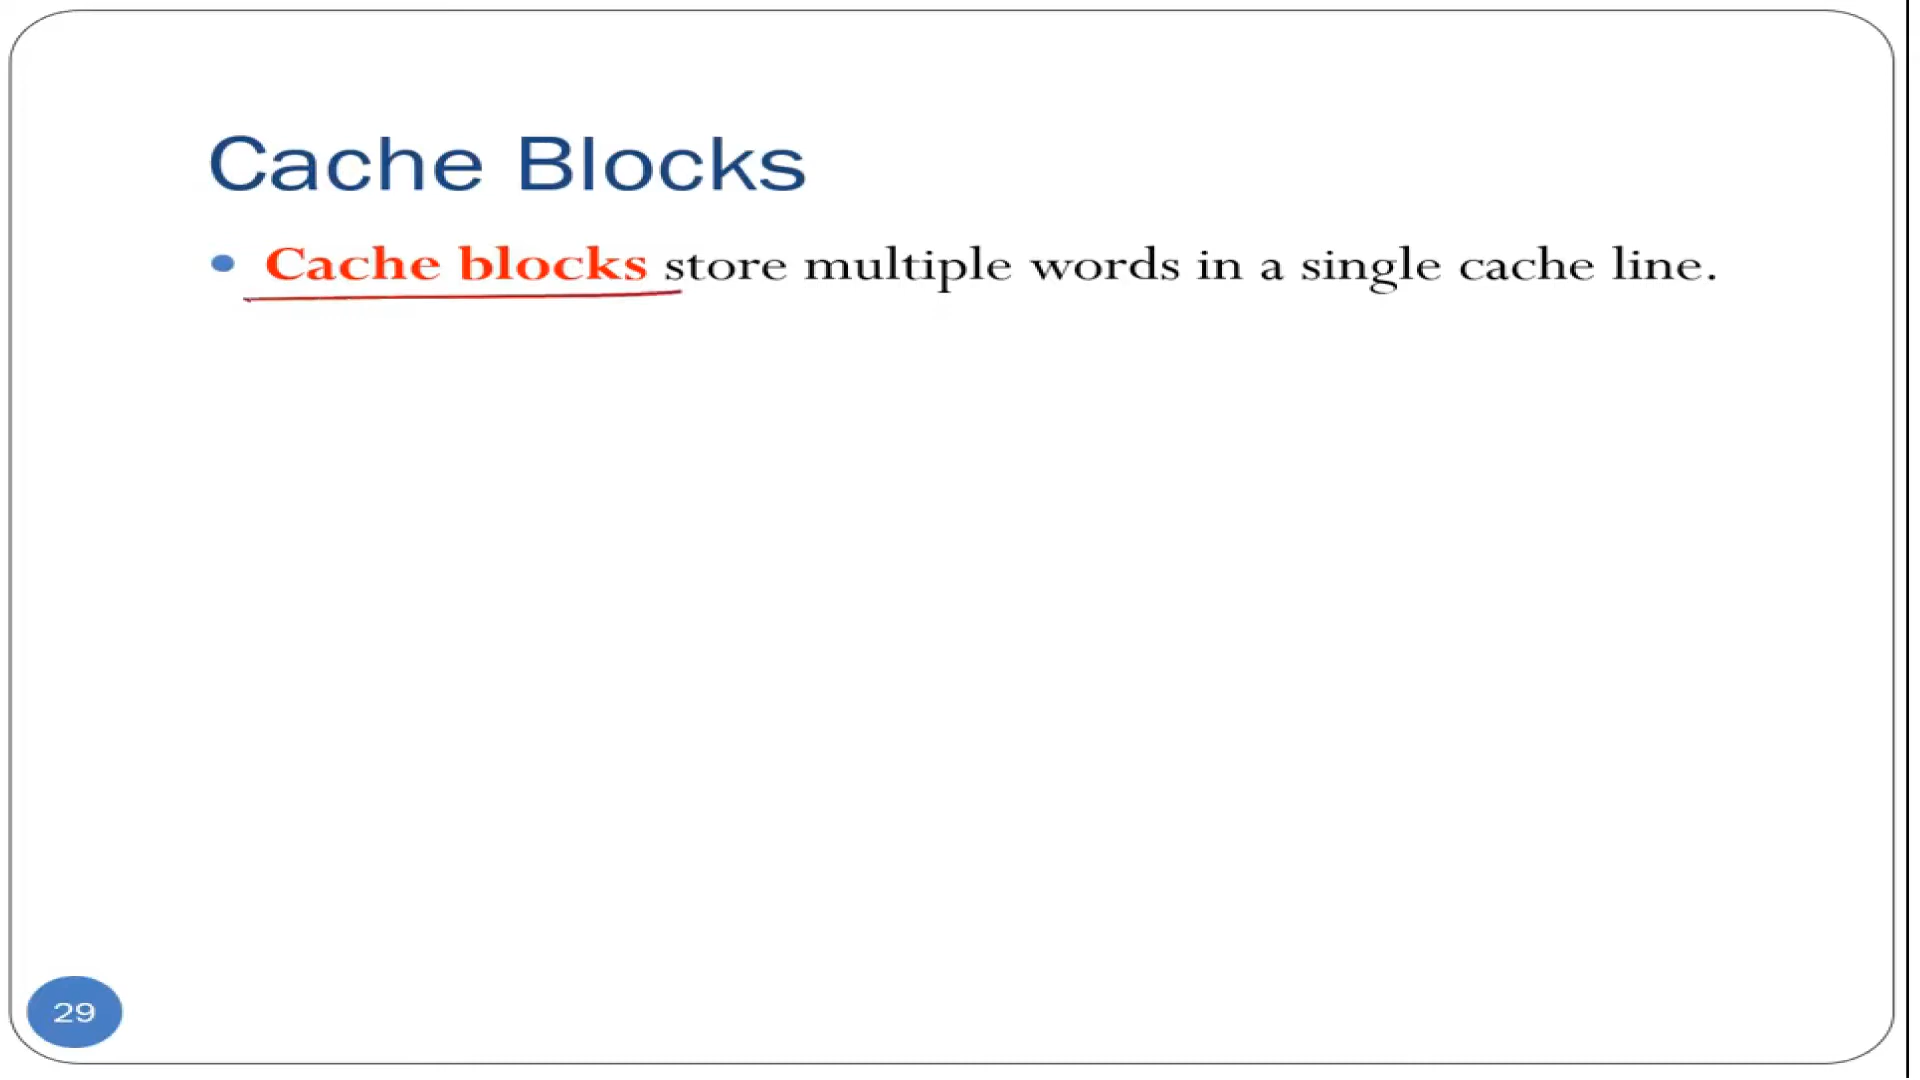 Cache Blocks
• Cache blocks store multiple words in a single cache line.
29